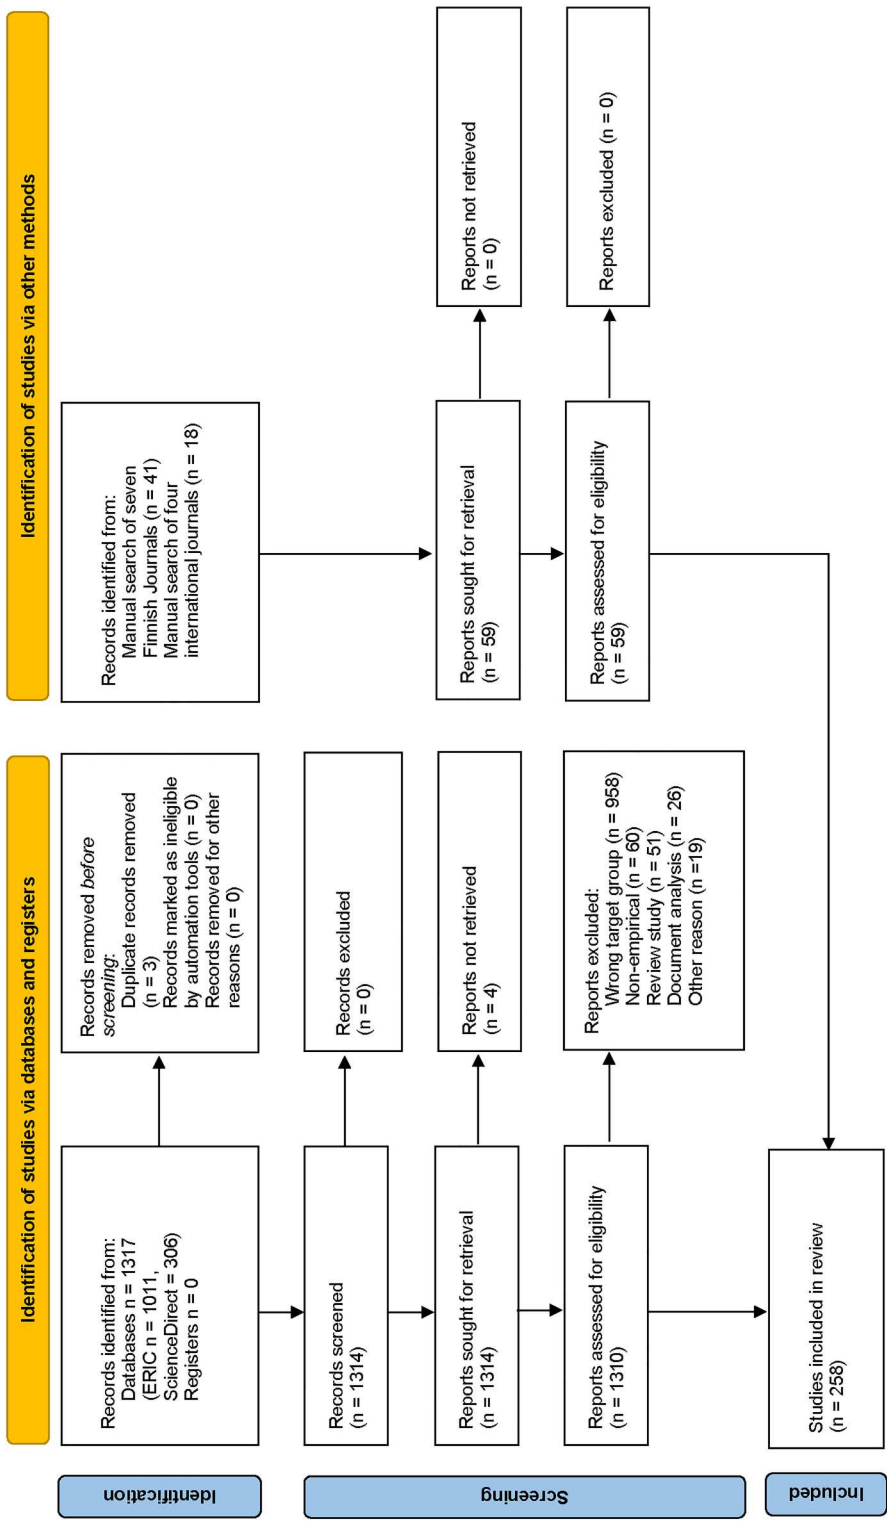 Identification of studies via databases and registers
Identification of studies via other methods
Identification
Records identified from:
Databases n = 1317
(ERIC n = 1011,
ScienceDirect = 306)
Registers n = 0
Records removed before
screening:
Duplicate records removed
(n = 3)
Records marked as ineligible
by automation tools (n = 0)
Records removed for other
reasons (n = 0)
Records identified from:
Manual search of seven
Finnish Journals (n = 41)
Manual search of four
international journals (n = 18)
Screening
Records screened
(n = 1314)
Records excluded
(n = 0)
Reports sought for retrieval
(n = 1314)
Reports not retrieved
(n = 4)
Reports sought for retrieval
(n = 59)
Reports not retrieved
(n = 0)
Reports assessed for eligibility
(n = 1310)
Reports excluded:
Wrong target group (n = 958)
Non-empirical (n = 60)
Review study (n = 51)
Document analysis (n = 26)
Other reason (n =19)
Reports assessed for eligibility
(n = 59)
Reports excluded (n = 0)
Included
Studies included in review
(n = 258)